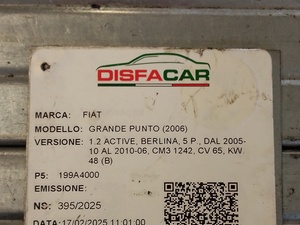 DISFACAR
MARCA: FIAT
MODELLO: GRANDE PUNTO (2006)
VERSIONE: 1.2 ACTIVE, BERLINA, 5 P., DAL 2005-
10 AL 2010-06, CM3 1242, CV 65, KW.
48 (B)
P5: 199A4000
EMISSIONE:
NS: 395/2025
DATA:17/02/2025 11:01:00